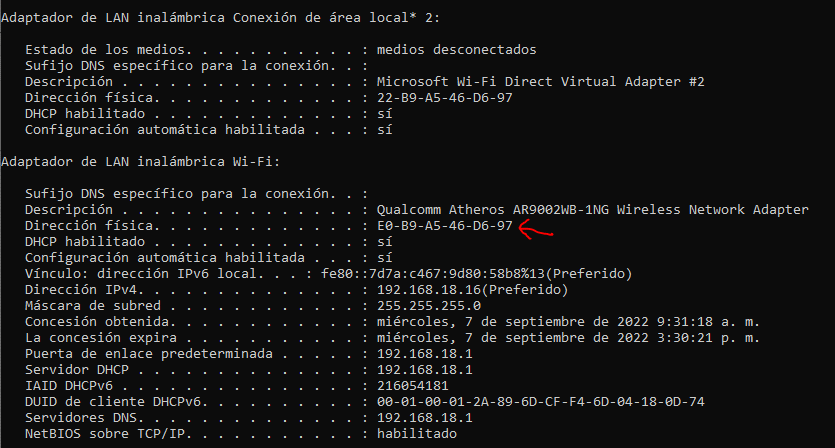 Adaptador de LAN inalámbrica Conexión de área local* 2:
Estado de los medios. . . . . . . . . . . : medios desconectados
Sufijo DNS específico para la conexión. . :
Descripción . . . . . . . . . . . . . . . : Microsoft Wi-Fi Direct Virtual Adapter #2
Dirección física. . . . . . . . . . . . . : 22-B9-A5-46-D6-97
DHCP habilitado . . . . . . . . . . . . . : sí
Configuración automática habilitada . . . : sí
Adaptador de LAN inalámbrica Wi-Fi:
Sufijo DNS específico para la conexión. . :
Descripción . . . . . . . . . . . . . . . : Qualcomm Atheros AR9002WB-1NG Wireless Network Adapter
Dirección física. . . . . . . . . . . . . : E0-B9-A5-46-D6-97
DHCP habilitado . . . . . . . . . . . . . : sí
Configuración automática habilitada . . . : sí
Vínculo: dirección IPv6 local. . . : fe80::7d7a:c467:9d80:58b8%13(Preferido)
Dirección IPv4. . . . . . . . . . . . . . : 192.168.18.16(Preferido)
Máscara de subred . . . . . . . . . . . . : 255.255.255.0
Concesión obtenida. . . . . . . . . . . . : miércoles, 7 de septiembre de 2022 9:31:18 a. m.
La concesión expira . . . . . . . . . . . : miércoles, 7 de septiembre de 2022 3:30:21 p. m.
Puerta de enlace predeterminada . . . . . : 192.168.18.1
Servidor DHCP . . . . . . . . . . . . . . : 192.168.18.1
IAID DHCPv6 . . . . . . . . . . . . . . . : 216054181
DUID de cliente DHCPv6. . . . . . . . . . : 00-01-00-01-2A-89-6D-CF-F4-6D-04-18-0D-74
Servidores DNS. . . . . . . . . . . . . . : 192.168.18.1
NetBIOS sobre TCP/IP. . . . . . . . . . . : habilitado